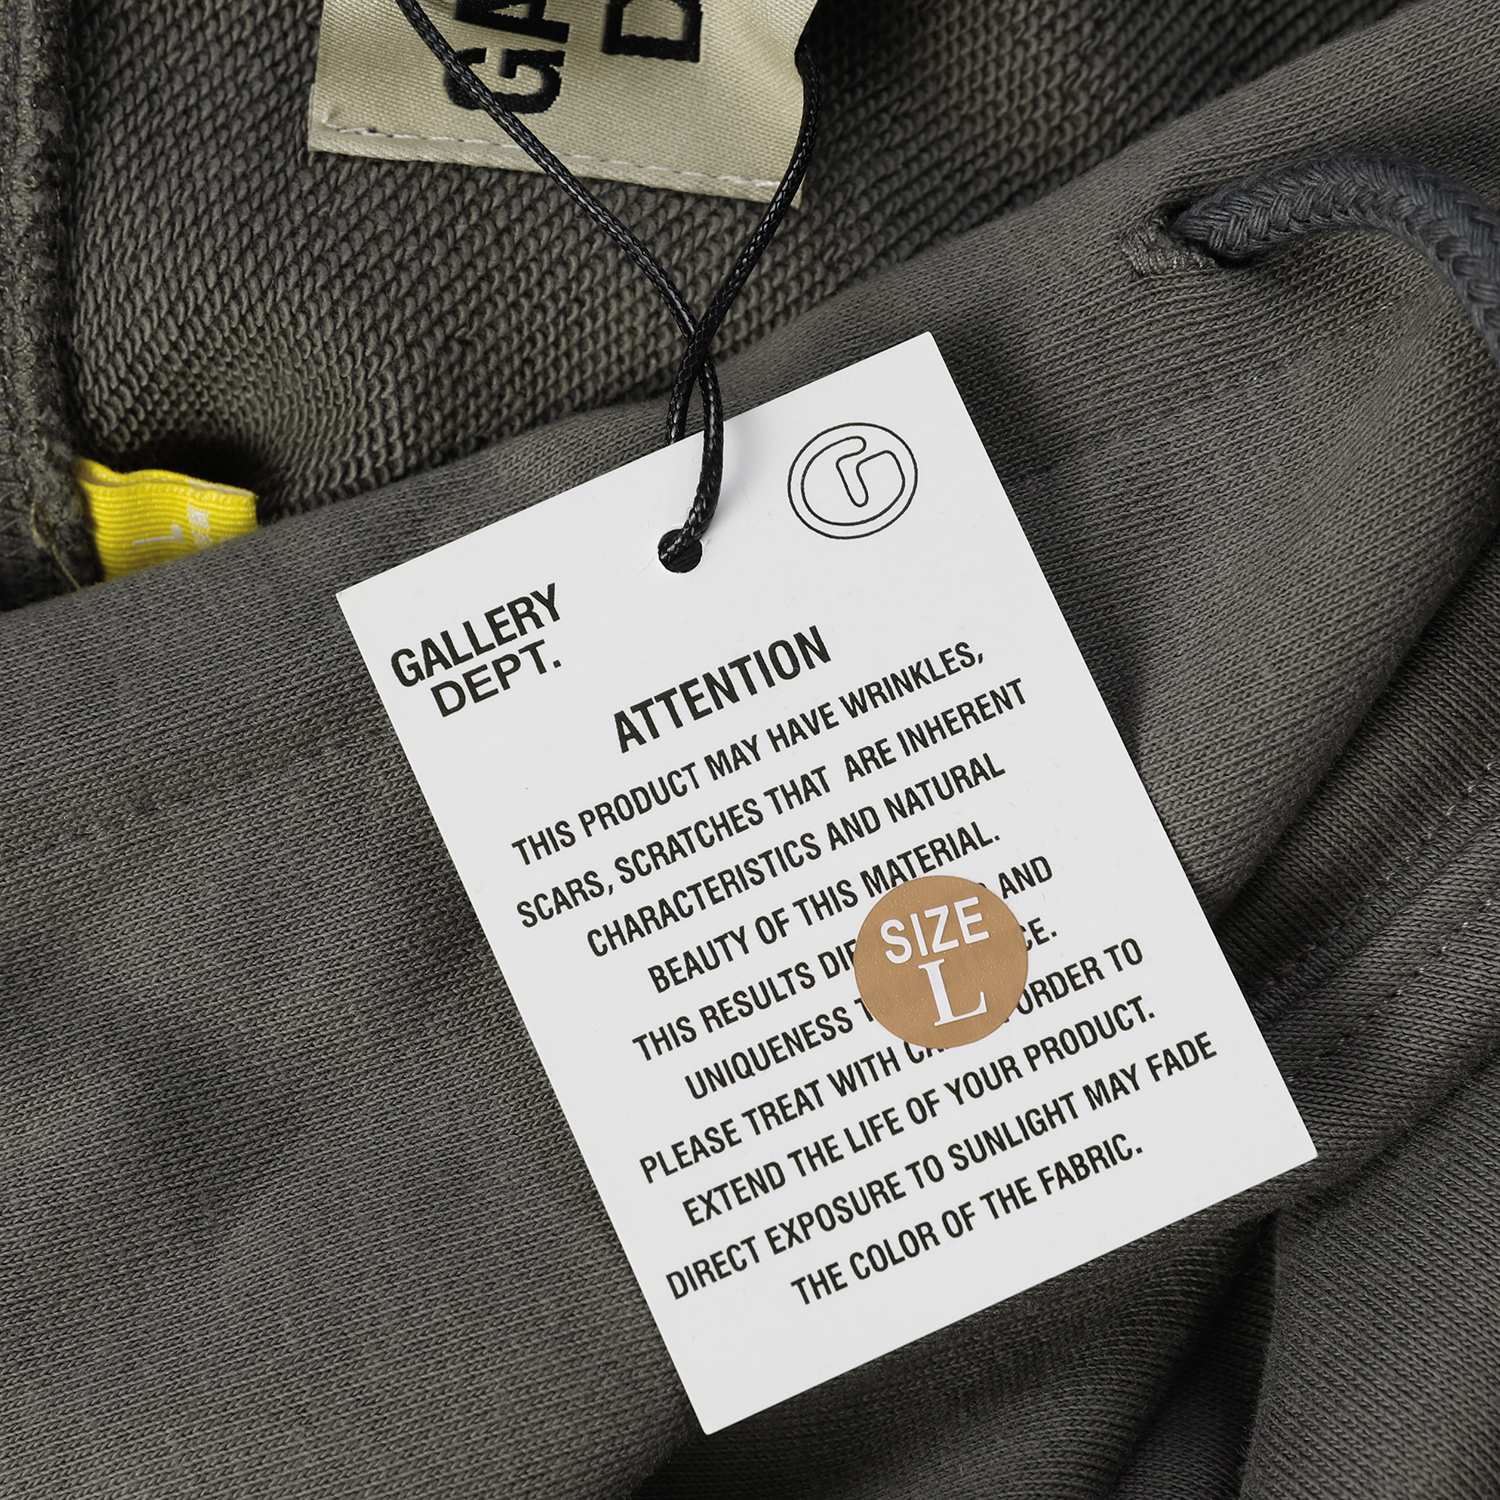 GA
D
L
GALLERY
DEPT.
ATTENTION
THIS PRODUCT MAY HAVE WRINKLES,
SCARS, SCRATCHES THAT ARE INHERENT
CHARACTERISTICS AND NATURAL
BEAUTY OF THIS MATERIAL.
THIS RESULTS AND
UNIQUENESS
PLEASE TREAT WITH ORDER TO
EXTEND THE LIFE OF YOUR PRODUCT.
DIRECT EXPOSURE TO SUNLIGHT MAY FADE
THE COLOR OF THE FABRIC.
SIZE
L